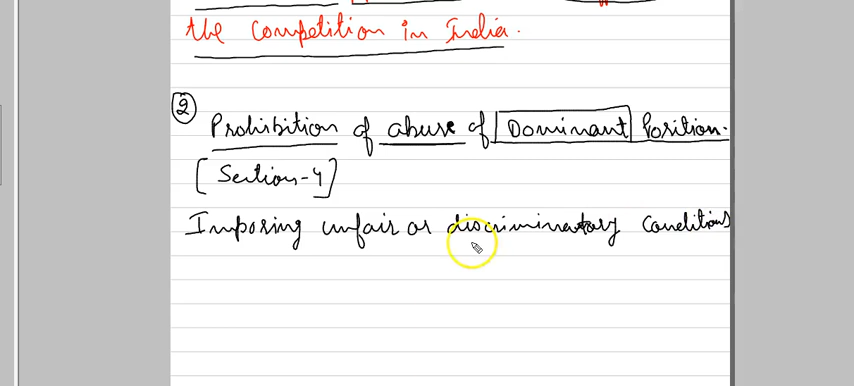 the Competition in India.
2
Prohibition of abuse of Dominant Position.
[Section-4]
Imposing unfair or discriminatory conditions